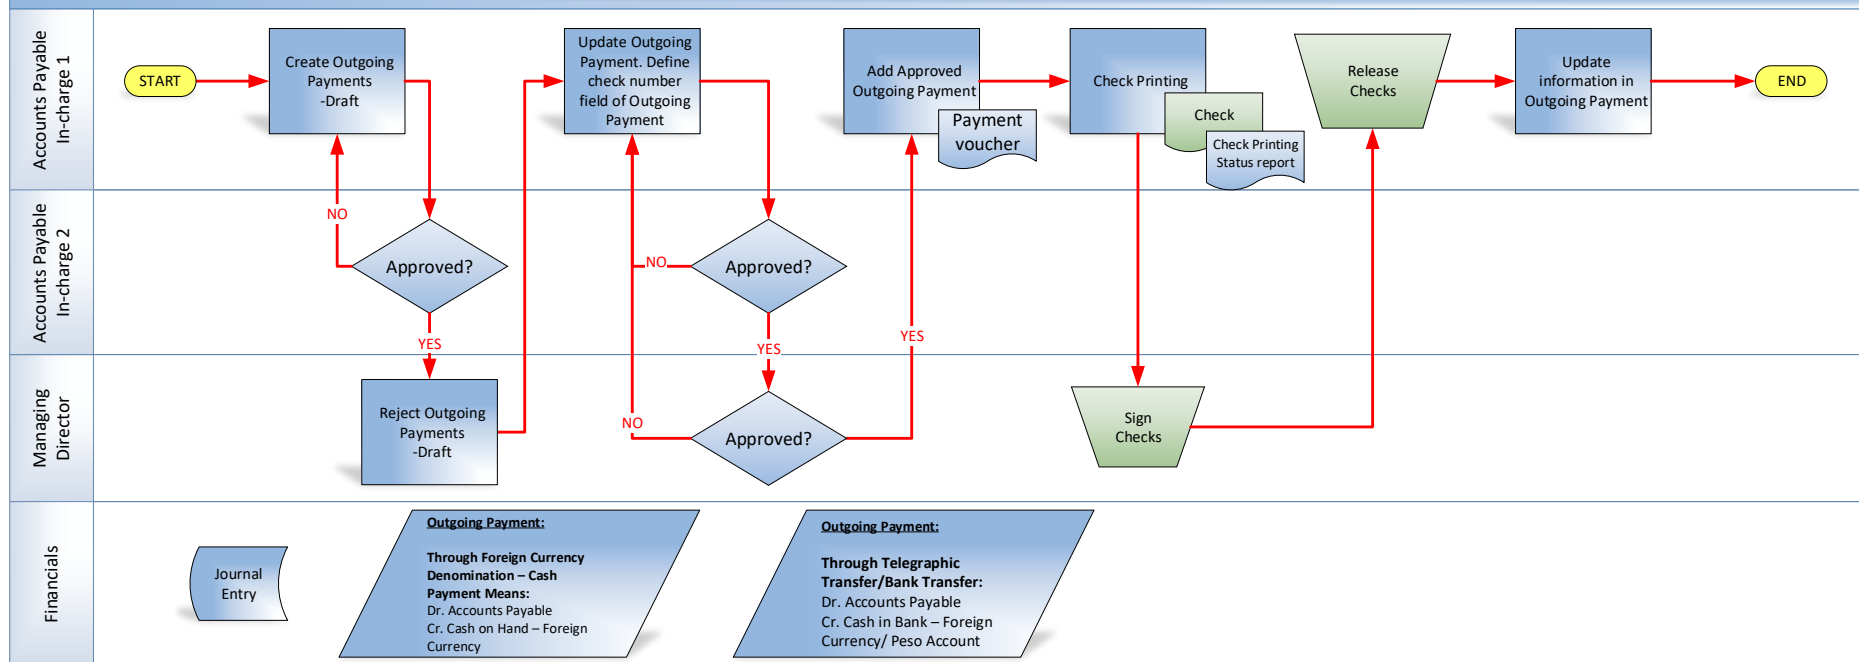 Accounts Payable
In-charge 1
START
Create Outgoing
Payments
-Draft
Update Outgoing
Payment. Define
check number
field of Outgoing
Payment
Add Approved
Outgoing Payment
Payment
voucher
Check Printing
Check
Check Printing
Status report
Release
Checks
Update
information in
Outgoing Payment
END
Accounts Payable
In-charge 2
NO
Approved?
YES
NO
Approved?
YES
YES
Managing
Director
Reject Outgoing
Payments
-Draft
NO
Approved?
Sign
Checks
Financials
Journal
Entry
Outgoing Payment:
Through Foreign Currency
Denomination – Cash
Payment Means:
Dr. Accounts Payable
Cr. Cash on Hand – Foreign
Currency
Outgoing Payment:
Through Telegraphic
Transfer/Bank Transfer:
Dr. Accounts Payable
Cr. Cash in Bank – Foreign
Currency/ Peso Account